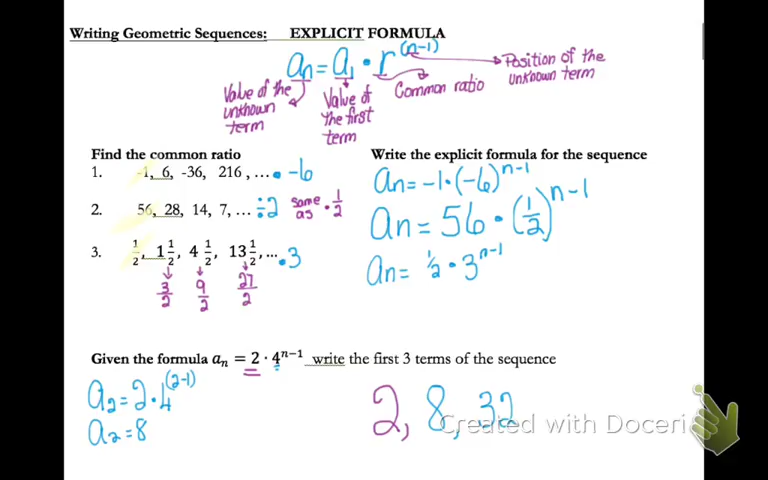 Writing Geometric Sequences: EXPLICIT FORMULA
an = a1 · r^(n-1)
Position of the unknown term
Common ratio
Value of the unknown term
Value of the first term
Find the common ratio
1. -1, 6, -36, 216, ... • -6
2. 56, 28, 14, 7, ... ÷2 same as · 1/2
3. 1/2, 1 1/2, 4 1/2, 13 1/2, ... • 3
3/2 9/2 27/2
Write the explicit formula for the sequence
an = -1 · (-6)^n-1
an = 56 · (1/2)^n-1
an = 1/2 · 3^n-1
Given the formula an = 2 · 4^n-1 write the first 3 terms of the sequence
a2 = 2 · 4^(2-1)
a2 = 8
2, 8, 32
Created with Doceri